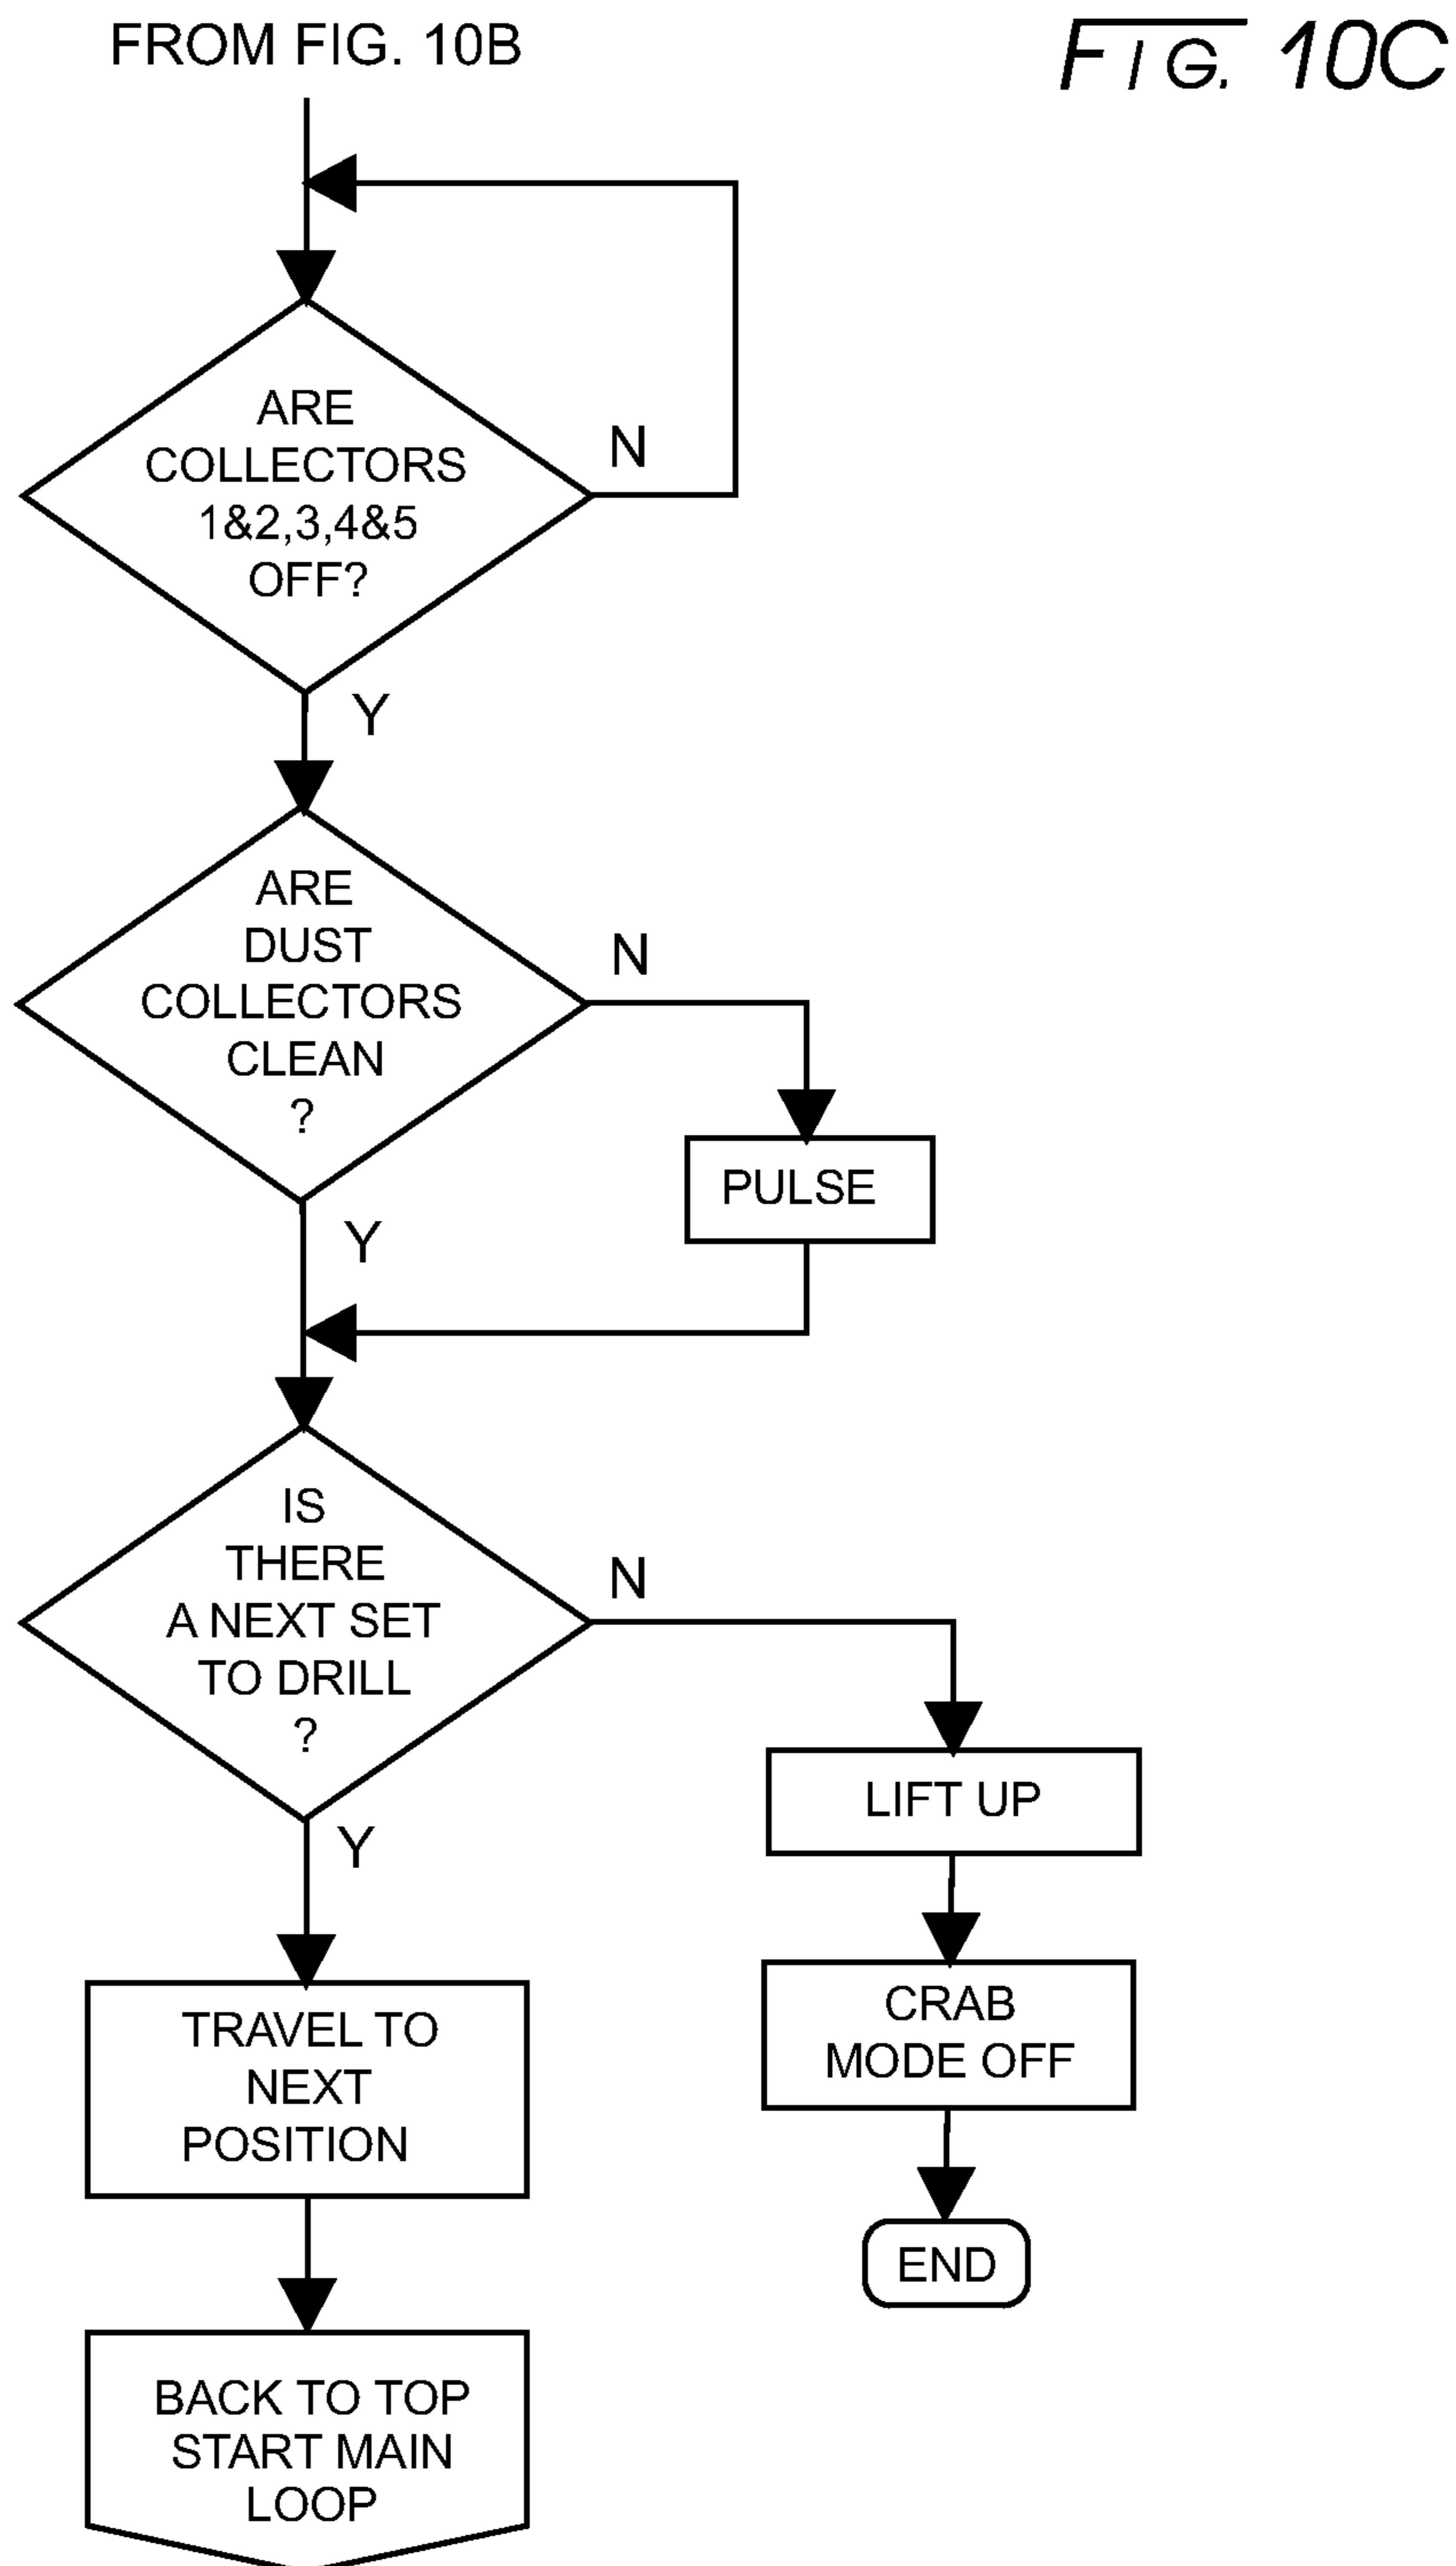 FROM FIG. 10B
FIG. 10C
ARE
COLLECTORS
1&2,3,4&5
OFF?
N
Y
ARE
DUST
COLLECTORS
CLEAN
?
N
PULSE
Y
IS
THERE
A NEXT SET
TO DRILL
?
N
Y
LIFT UP
CRAB
MODE OFF
END
TRAVEL TO
NEXT
POSITION
BACK TO TOP
START MAIN
LOOP